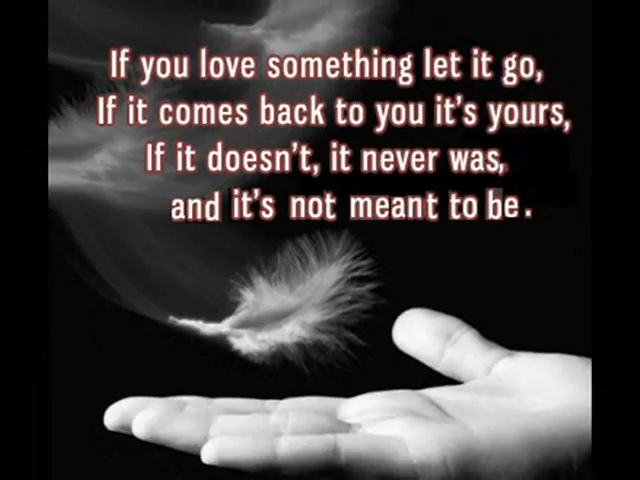 If you love something let it go,
If it comes back to you it's yours,
If it doesn't, it never was,
and it's not meant to be.